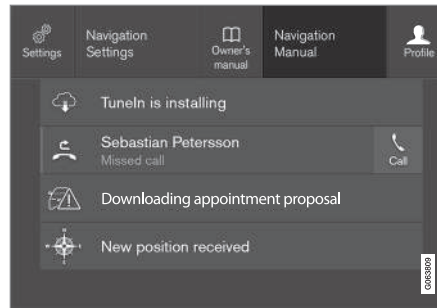 Settings
Navigation
Settings
Owner's
manual
Navigation
Manual
Profile
TuneIn is installing
Sebastian Petersson
Missed call
Call
Downloading appointment proposal
New position received
G063809